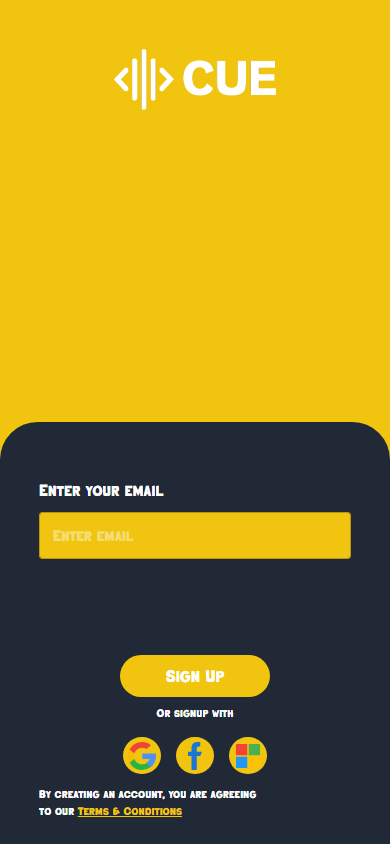 CUE
Enter your email
Enter email
Sign Up
Or signup with
By creating an account, you are agreeing
to our Terms & Conditions